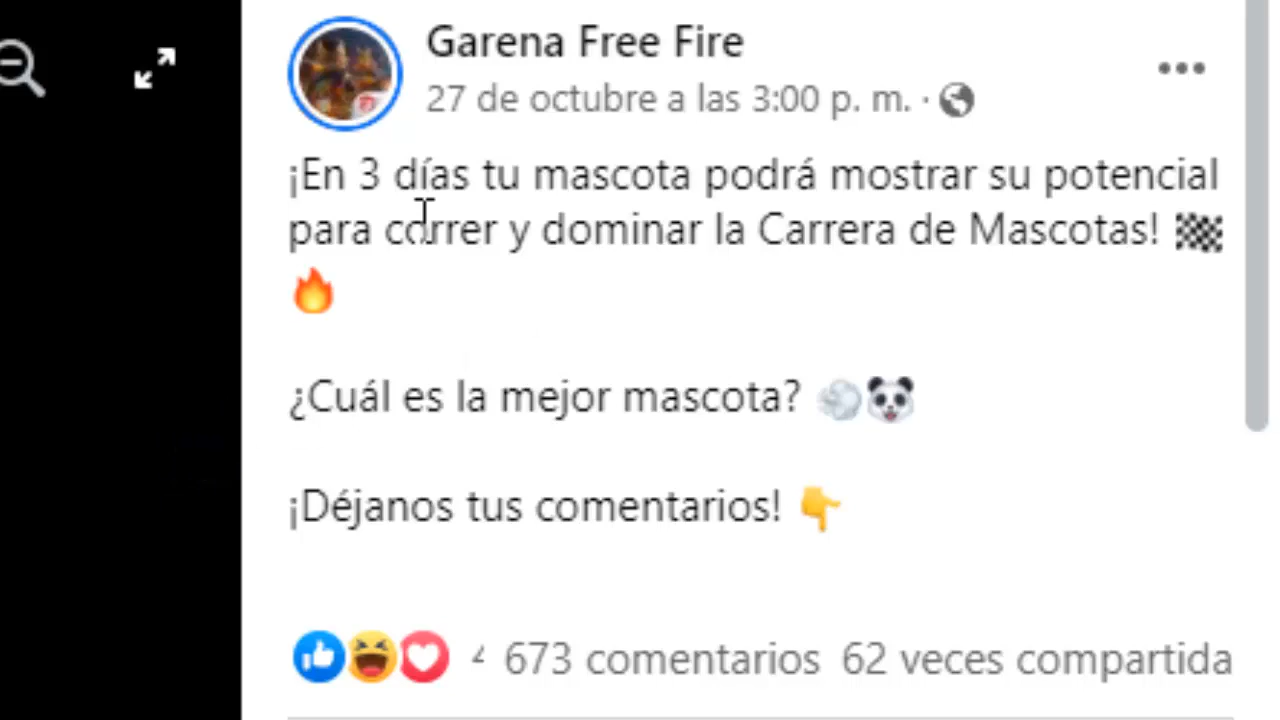 Garena Free Fire
27 de octubre a las 3:00 p. m. ·
¡En 3 días tu mascota podrá mostrar su potencial
para correr y dominar la Carrera de Mascotas! 🏁
🔥
¿Cuál es la mejor mascota? 💨🐼
¡Déjanos tus comentarios! 👇
673 comentarios 62 veces compartida